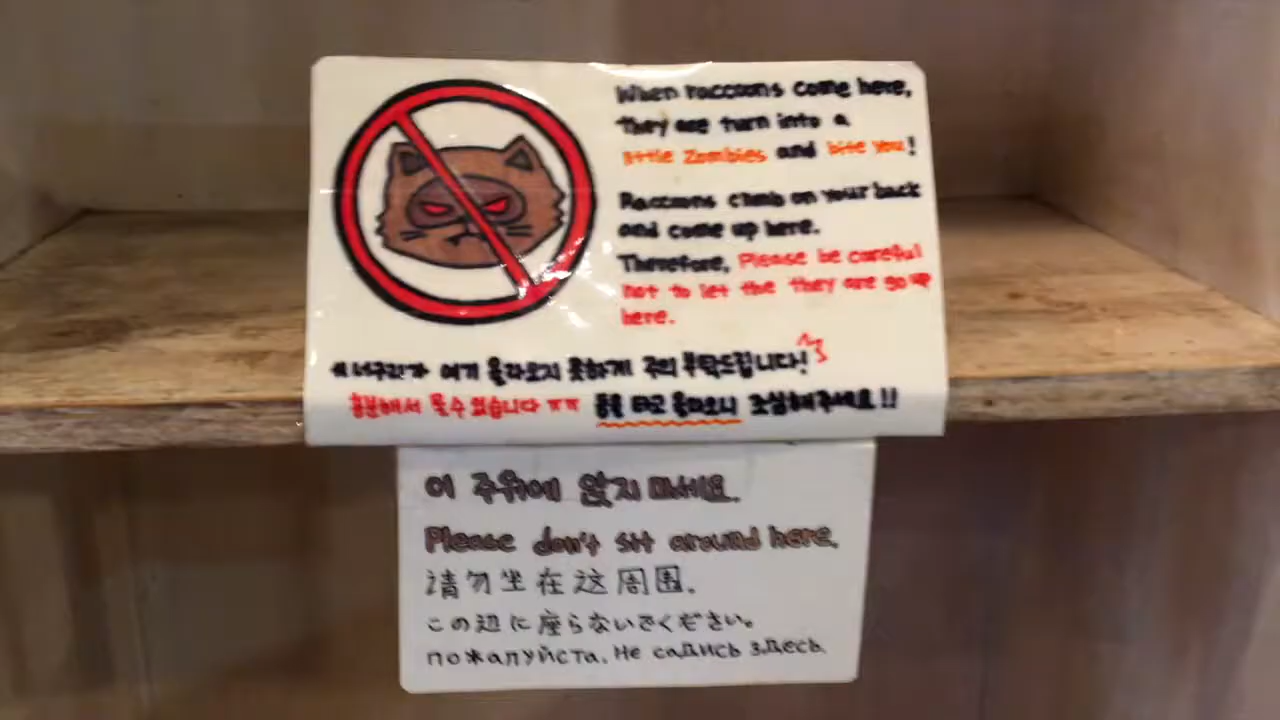 When raccoons come here,
They are turn into a
little Zombies and bite you!
Raccoons climb on your back
and come up here.
Therefore, Please be careful
not to let the they are go up
here.
※너구리가 여기 올라오지 못하게 주의 부탁드립니다!
흥분해서 물수 있습니다 ㅠㅠ 등을 타고 올라오니 조심해주세요!!
이 주위에 앉지 마세요.
Please don't sit around here.
请勿坐在这周围.
この辺に座らないでください。
пожалуйста. Не садись здесь.